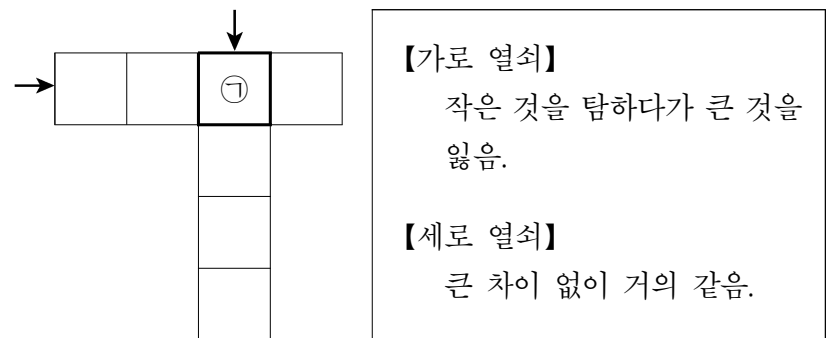 ㉠
【가로 열쇠】
작은 것을 탐하다가 큰 것을
잃음.
【세로 열쇠】
큰 차이 없이 거의 같음.